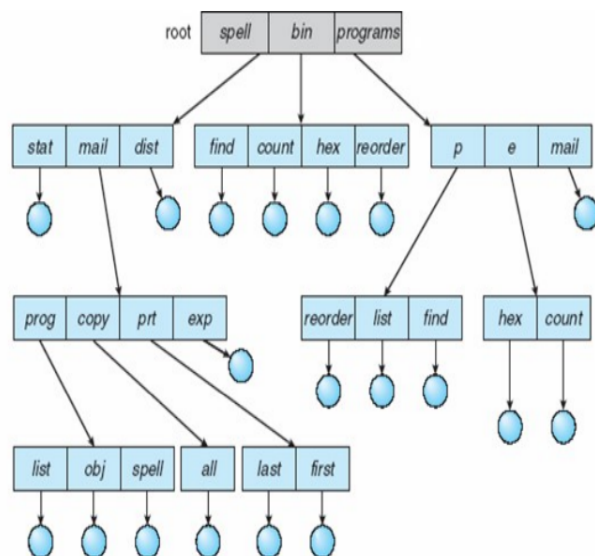 root spell bin programs
stat mail dist find count hex reorder p e mail
prog copy prt exp reorder list find hex count
list obj spell all last first